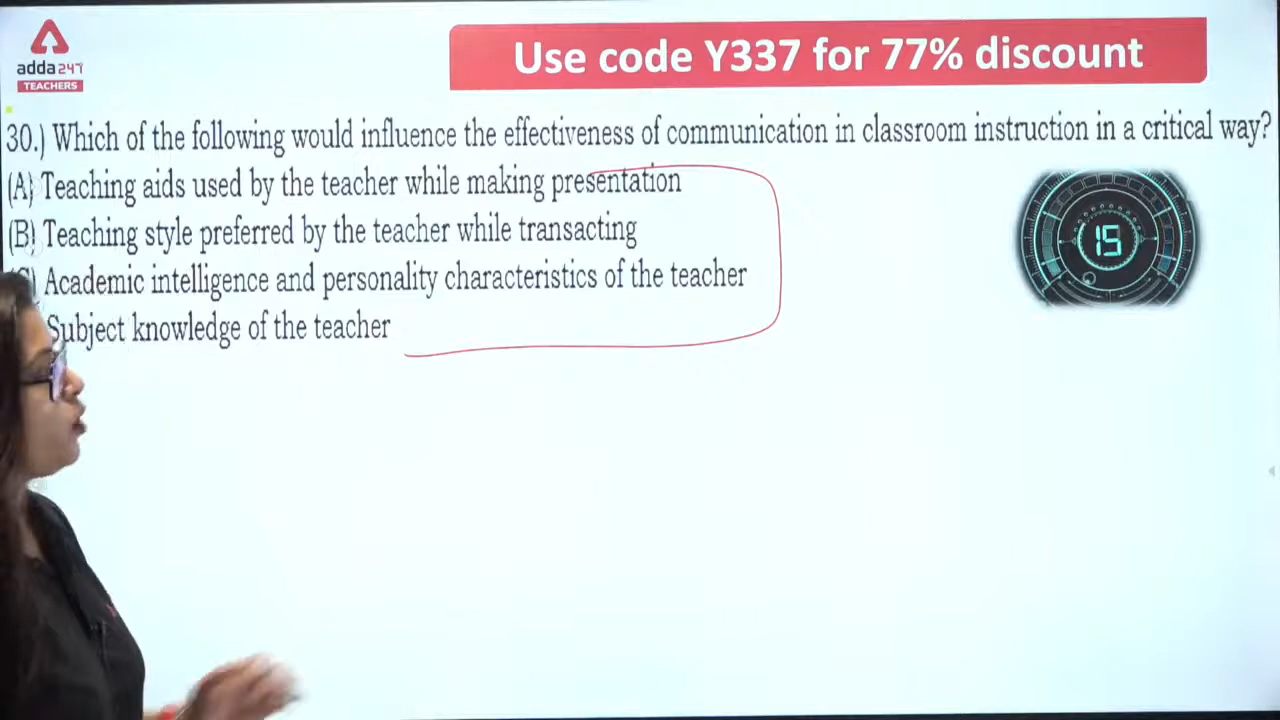 adda247
TEACHERS
Use code Y337 for 77% discount
30.) Which of the following would influence the effectiveness of communication in classroom instruction in a critical way?
(A) Teaching aids used by the teacher while making presentation
(B) Teaching style preferred by the teacher while transacting
C) Academic intelligence and personality characteristics of the teacher
Subject knowledge of the teacher
15